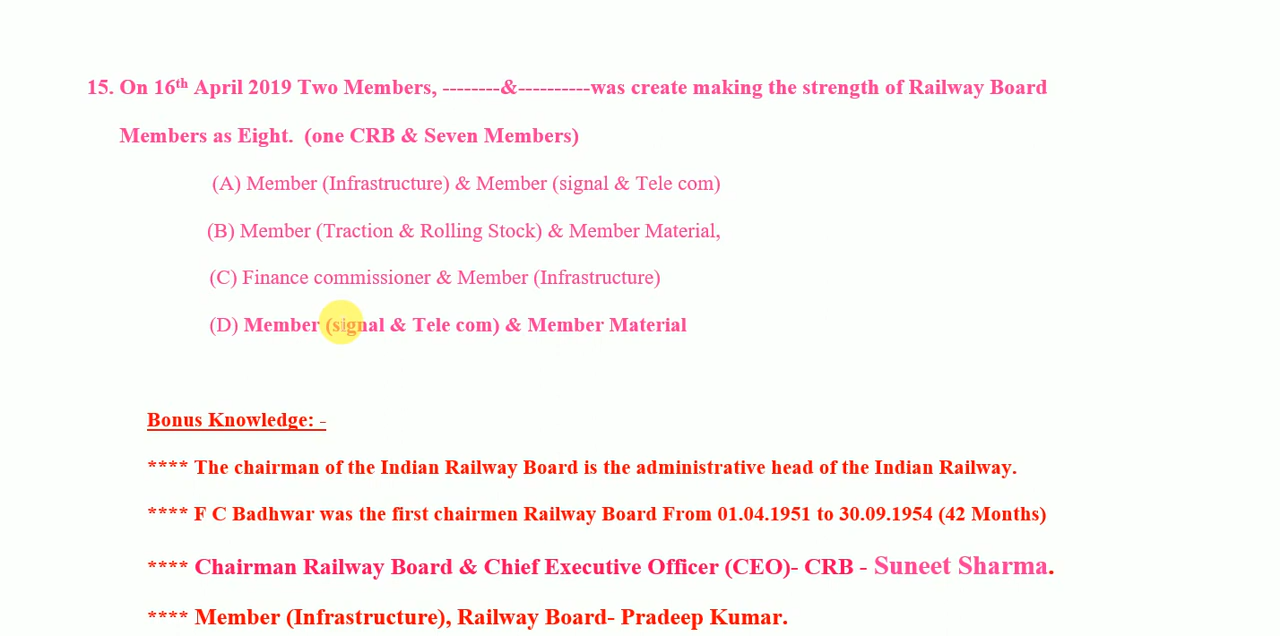 15. On 16th April 2019 Two Members, --------&----------was create making the strength of Railway Board
Members as Eight. (one CRB & Seven Members)
(A) Member (Infrastructure) & Member (signal & Tele com)
(B) Member (Traction & Rolling Stock) & Member Material,
(C) Finance commissioner & Member (Infrastructure)
(D) Member (signal & Tele com) & Member Material
Bonus Knowledge: -
**** The chairman of the Indian Railway Board is the administrative head of the Indian Railway.
**** F C Badhwar was the first chairmen Railway Board From 01.04.1951 to 30.09.1954 (42 Months)
**** Chairman Railway Board & Chief Executive Officer (CEO)- CRB - Suneet Sharma.
**** Member (Infrastructure), Railway Board- Pradeep Kumar.